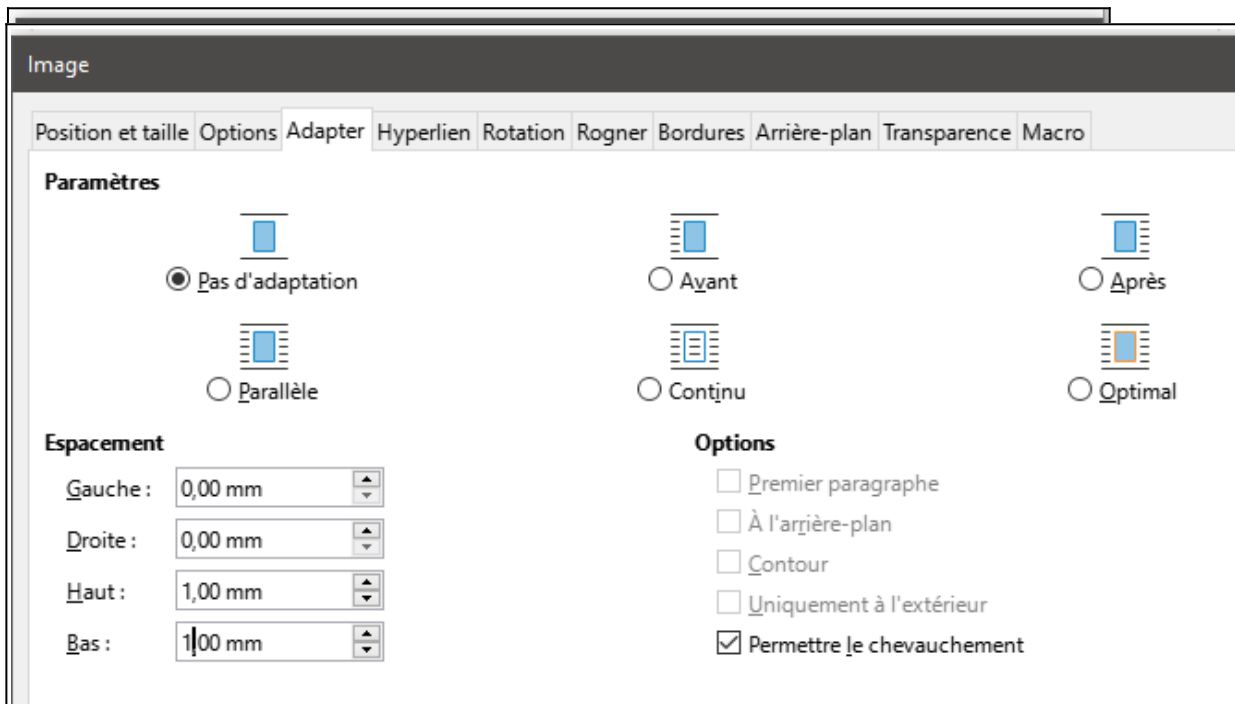 Image
Position et taille Options Adapter Hyperlien Rotation Rogner Bordures Arrière-plan Transparence Macro
Paramètres
Pas d'adaptation Avant Après
Parallèle Continu Optimal
Espacement Options
Gauche : 0,00 mm Premier paragraphe
Droite : 0,00 mm À l'arrière-plan
Haut : 1,00 mm Contour
Bas : 1,00 mm Uniquement à l'extérieur
Permettre le chevauchement